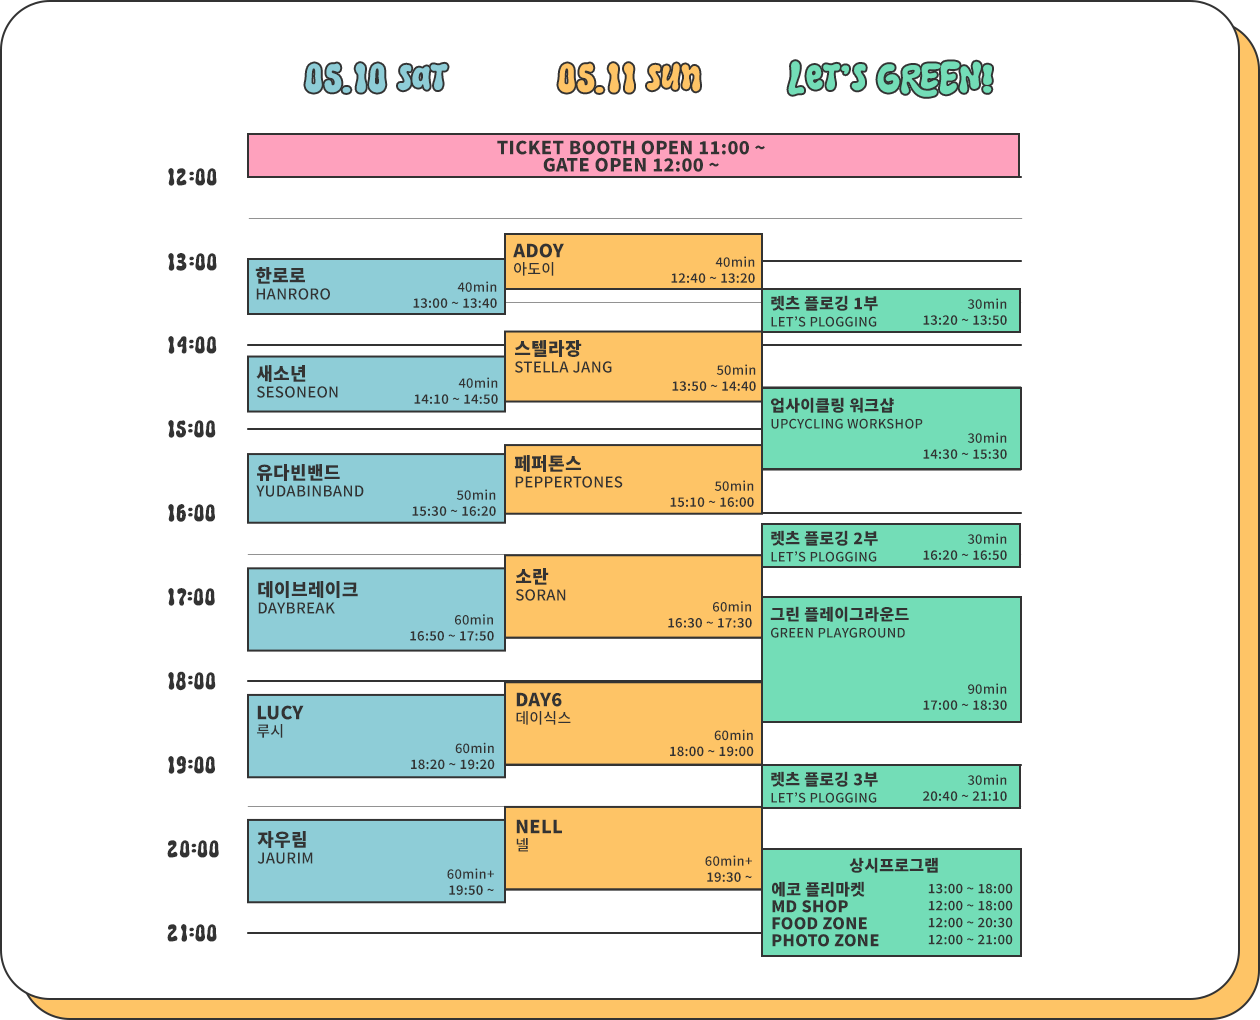 05.10 SAT
05.11 SUN
LET'S GREEN!
TICKET BOOTH OPEN 11:00 ~
GATE OPEN 12:00 ~
12:00
13:00
14:00
15:00
16:00
17:00
18:00
19:00
20:00
21:00
한로로
HANRORO
40min
13:00 ~ 13:40
새소년
SESONEON
40min
14:10 ~ 14:50
유다빈밴드
YUDABINBAND
50min
15:30 ~ 16:20
데이브레이크
DAYBREAK
60min
16:50 ~ 17:50
LUCY
루시
60min
18:20 ~ 19:20
자우림
JAURIM
60min+
19:50 ~
ADOY
아도이
40min
12:40 ~ 13:20
스텔라장
STELLA JANG
50min
13:50 ~ 14:40
페퍼톤스
PEPPERTONES
50min
15:10 ~ 16:00
소란
SORAN
60min
16:30 ~ 17:30
DAY6
데이식스
60min
18:00 ~ 19:00
NELL
넬
60min+
19:30 ~
렛츠 플로깅 1부
LET'S PLOGGING
30min
13:20 ~ 13:50
업사이클링 워크샵
UPCYCLING WORKSHOP
30min
14:30 ~ 15:30
렛츠 플로깅 2부
LET'S PLOGGING
30min
16:20 ~ 16:50
그린 플레이그라운드
GREEN PLAYGROUND
90min
17:00 ~ 18:30
렛츠 플로깅 3부
LET'S PLOGGING
30min
20:40 ~ 21:10
상시프로그램
에코 플리마켓 13:00 ~ 18:00
MD SHOP 12:00 ~ 18:00
FOOD ZONE 12:00 ~ 20:30
PHOTO ZONE 12:00 ~ 21:00